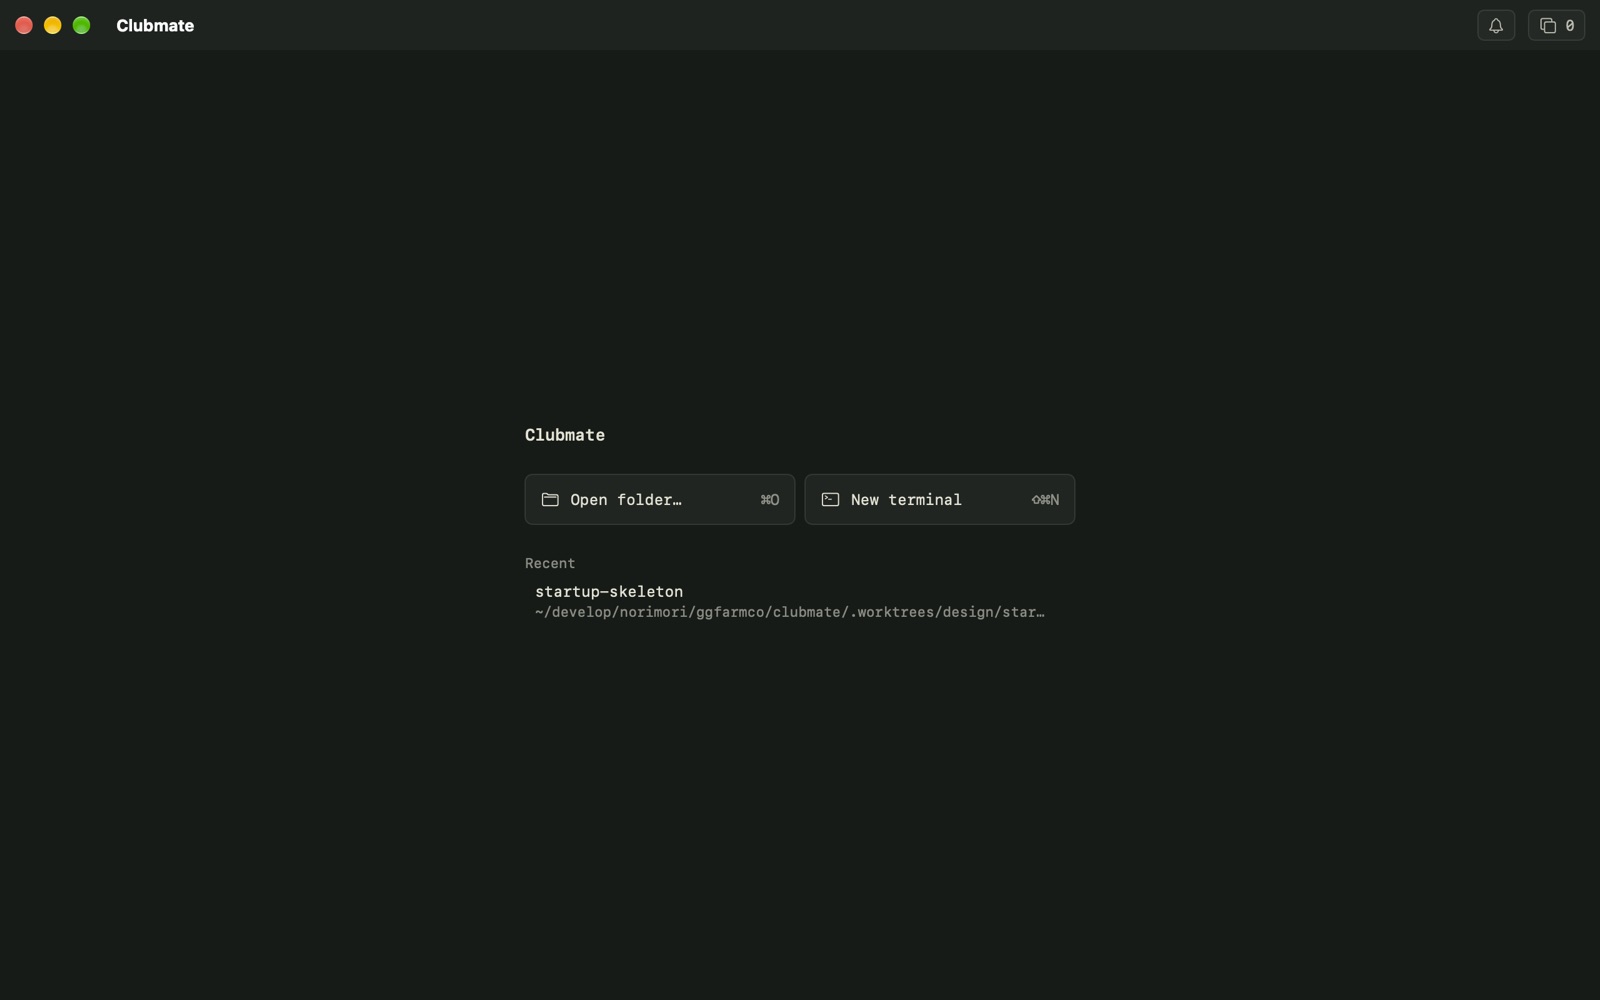 Clubmate
0
Clubmate
Open folder… ⌘O
New terminal ⇧⌘N
Recent
startup-skeleton
~/develop/norimori/ggfarmco/clubmate/.worktrees/design/star…